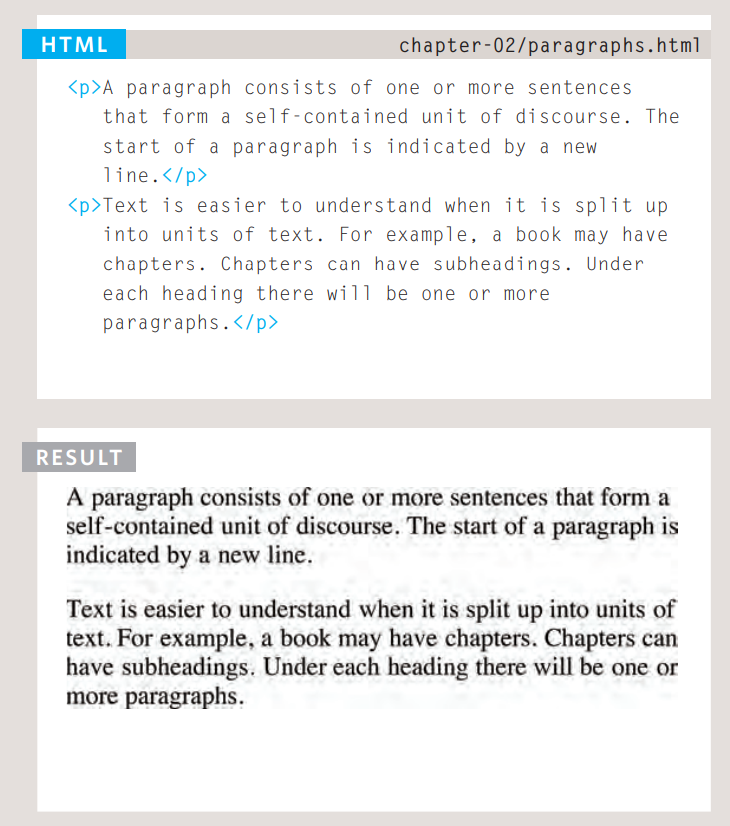 HTML
chapter-02/paragraphs.html
<p>A paragraph consists of one or more sentences
that form a self-contained unit of discourse. The
start of a paragraph is indicated by a new
line.</p>
<p>Text is easier to understand when it is split up
into units of text. For example, a book may have
chapters. Chapters can have subheadings. Under
each heading there will be one or more
paragraphs.</p>
RESULT
A paragraph consists of one or more sentences that form a
self-contained unit of discourse. The start of a paragraph is
indicated by a new line.
Text is easier to understand when it is split up into units of
text. For example, a book may have chapters. Chapters can
have subheadings. Under each heading there will be one or
more paragraphs.